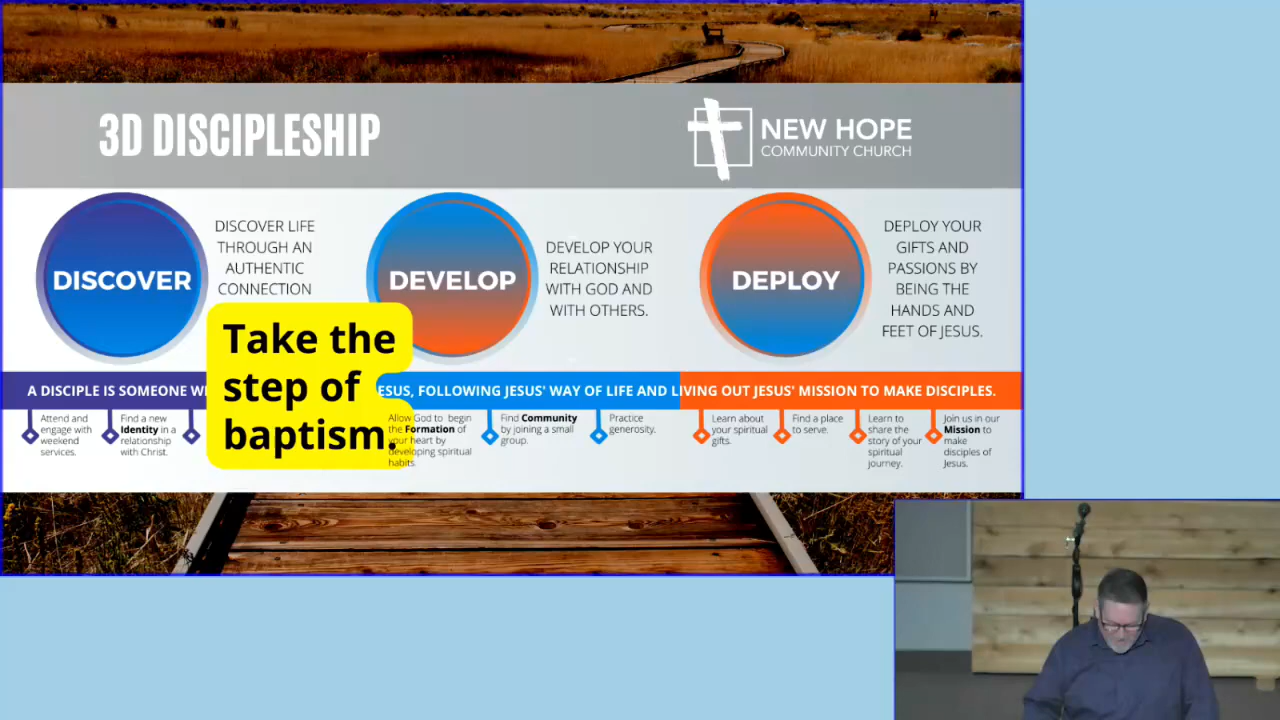 3D DISCIPLESHIP
NEW HOPE
COMMUNITY CHURCH
DISCOVER
DISCOVER LIFE
THROUGH AN
AUTHENTIC
CONNECTION
DEVELOP
DEVELOP YOUR
RELATIONSHIP
WITH GOD AND
WITH OTHERS.
DEPLOY
DEPLOY YOUR
GIFTS AND
PASSIONS BY
BEING THE
HANDS AND
FEET OF JESUS.
Take the
step of
baptism.
A DISCIPLE IS SOMEONE
JESUS, FOLLOWING JESUS' WAY OF LIFE AND LIVING OUT JESUS' MISSION TO MAKE DISCIPLES.
Attend and
engage with
weekend
services.
Find a new
Identity in a
relationship
with Christ.
Allow God to begin
the Formation of
your heart by
developing spiritual
habits.
Find Community
by joining a small
group.
Practice
generosity.
Learn about
your spiritual
gifts.
Find a place
to serve.
Learn to
share the
story of your
spiritual
journey.
Join us in our
Mission to
make
disciples of
Jesus.